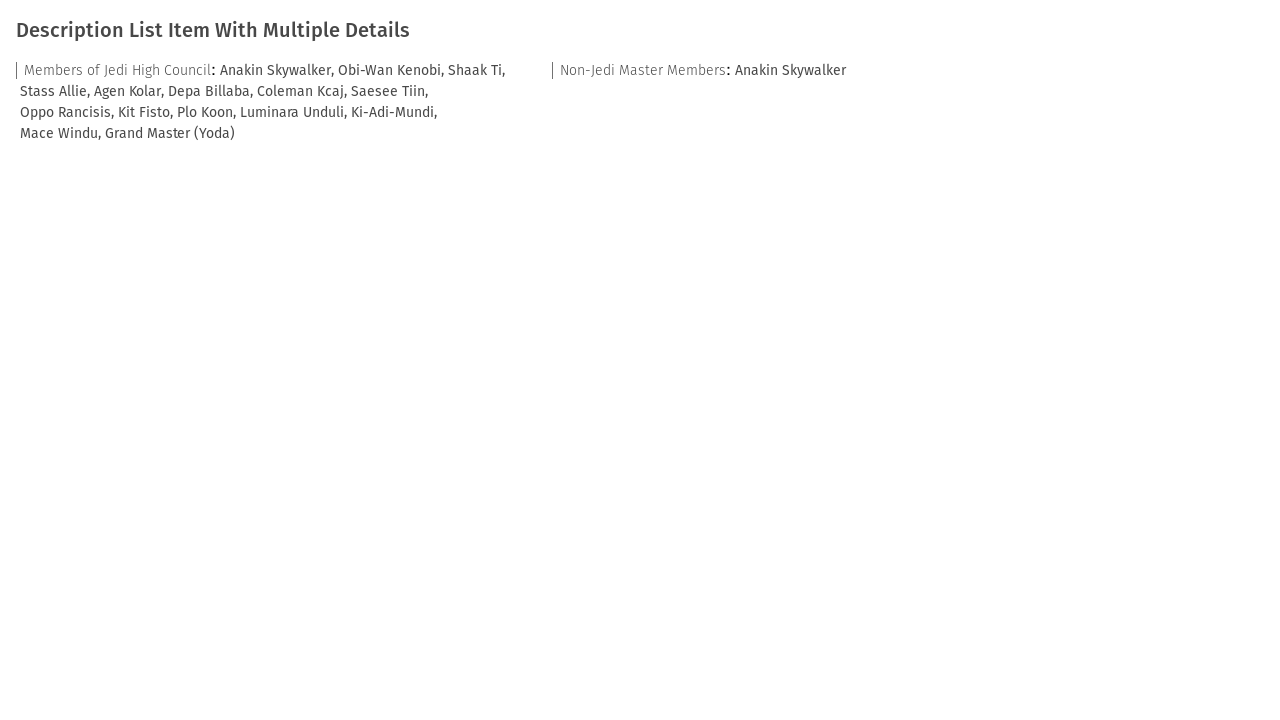 Description List Item With Multiple Details
Members of Jedi High Council: Anakin Skywalker, Obi-Wan Kenobi, Shaak Ti,
Stass Allie, Agen Kolar, Depa Billaba, Coleman Kcaj, Saesee Tiin,
Oppo Rancisis, Kit Fisto, Plo Koon, Luminara Unduli, Ki-Adi-Mundi,
Mace Windu, Grand Master (Yoda)
Non-Jedi Master Members: Anakin Skywalker